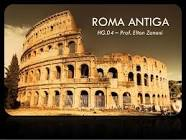 ROMA ANTIGA
HG.04 – Prof. Elton Zanoni